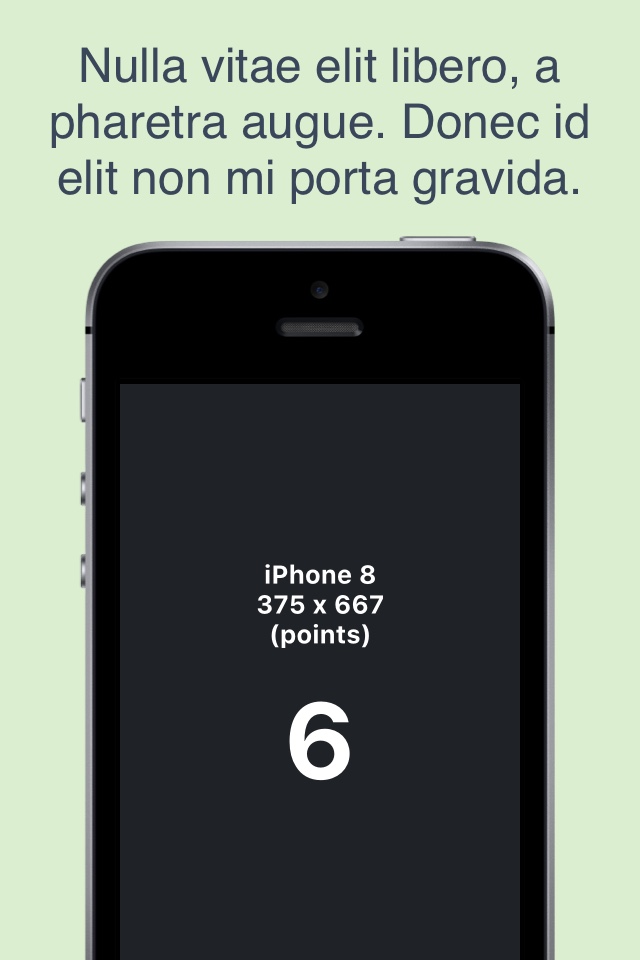 Nulla vitae elit libero, a
pharetra augue. Donec id
elit non mi porta gravida.
iPhone 8
375 x 667
(points)
6